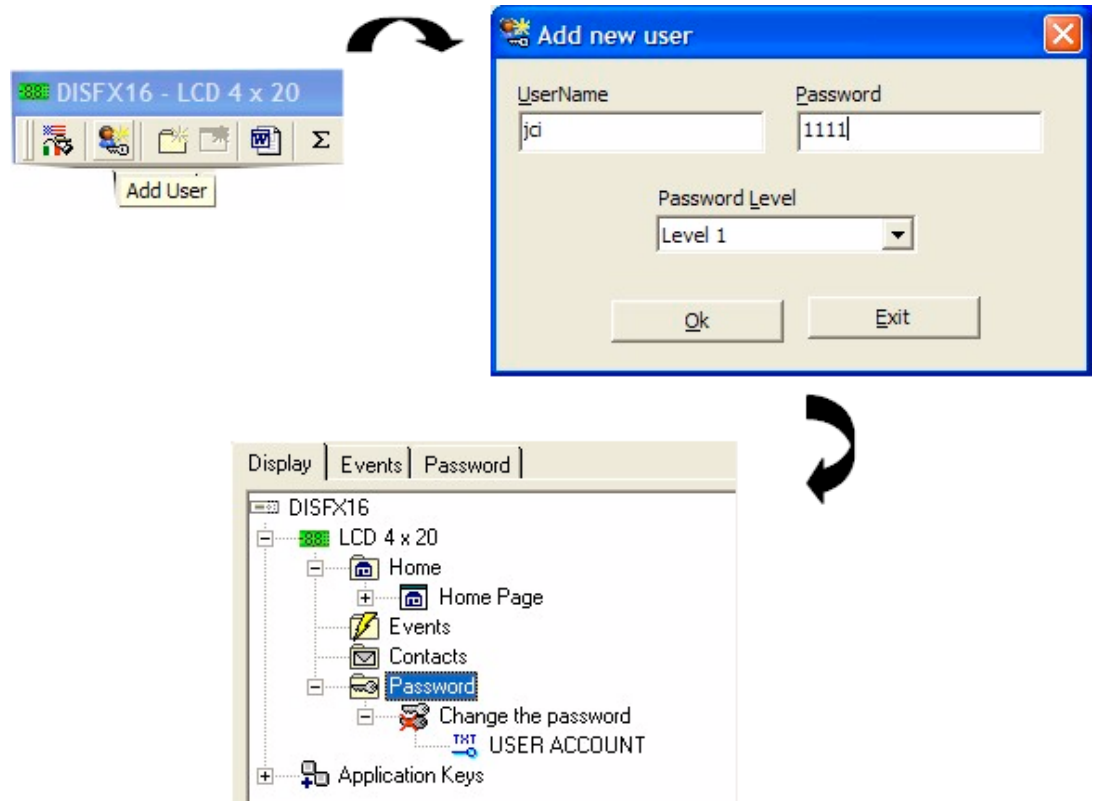 DISFX16 - LCD 4 x 20
W Σ
Add User
Add new user
UserName
Password
jci
1111
Password Level
Level 1
Ok
Exit
Display
Events
Password
DISFX16
LCD 4 x 20
Home
Home Page
Events
Contacts
Password
Change the password
TXT
USER ACCOUNT
Application Keys